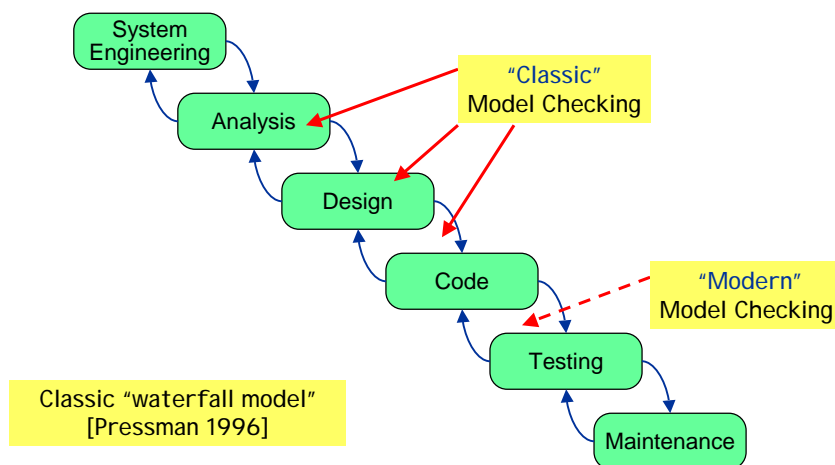 System
Engineering
"Classic"
Model Checking
Analysis
Design
Code
"Modern"
Model Checking
Testing
Classic "waterfall model"
[Pressman 1996]
Maintenance